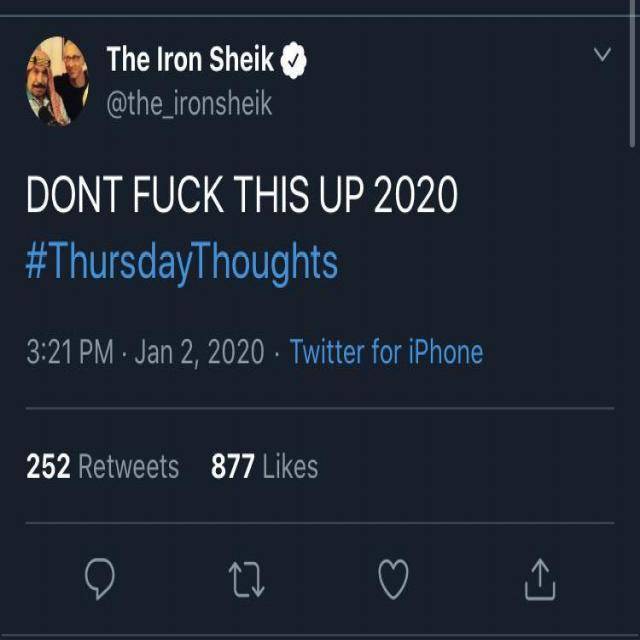 The Iron Sheik
@the_ironsheik
DONT FUCK THIS UP 2020
#ThursdayThoughts
3:21 PM · Jan 2, 2020 · Twitter for iPhone
252 Retweets 877 Likes